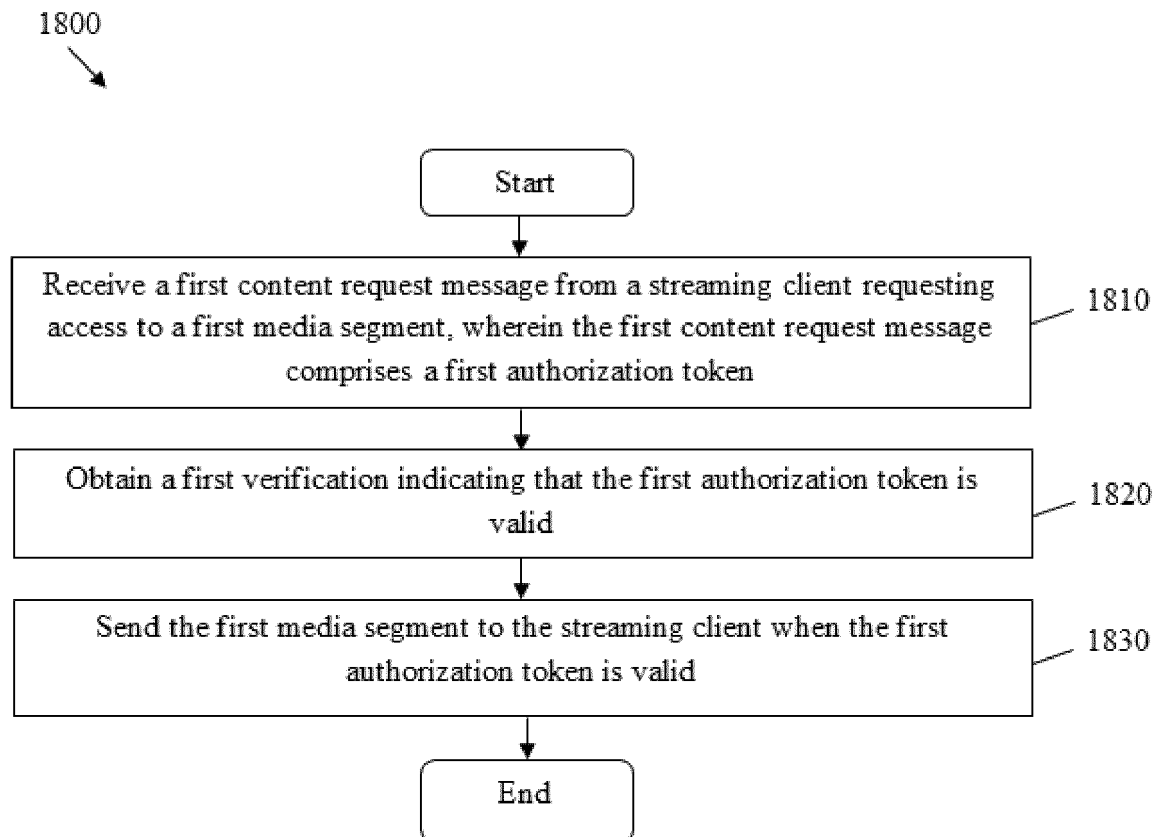 1800
Start
Receive a first content request message from a streaming client requesting
access to a first media segment, wherein the first content request message
comprises a first authorization token
1810
Obtain a first verification indicating that the first authorization token is
valid
1820
Send the first media segment to the streaming client when the first
authorization token is valid
1830
End